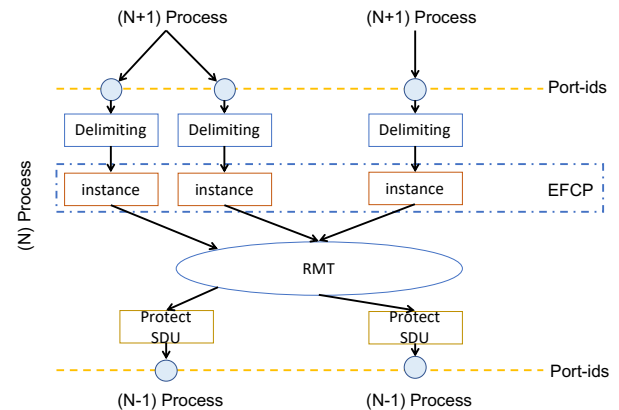 (N+1) Process
(N+1) Process
Port-ids
Delimiting
Delimiting
Delimiting
instance
instance
instance
EFCP
(N) Process
RMT
Protect
SDU
Protect
SDU
Port-ids
(N-1) Process
(N-1) Process